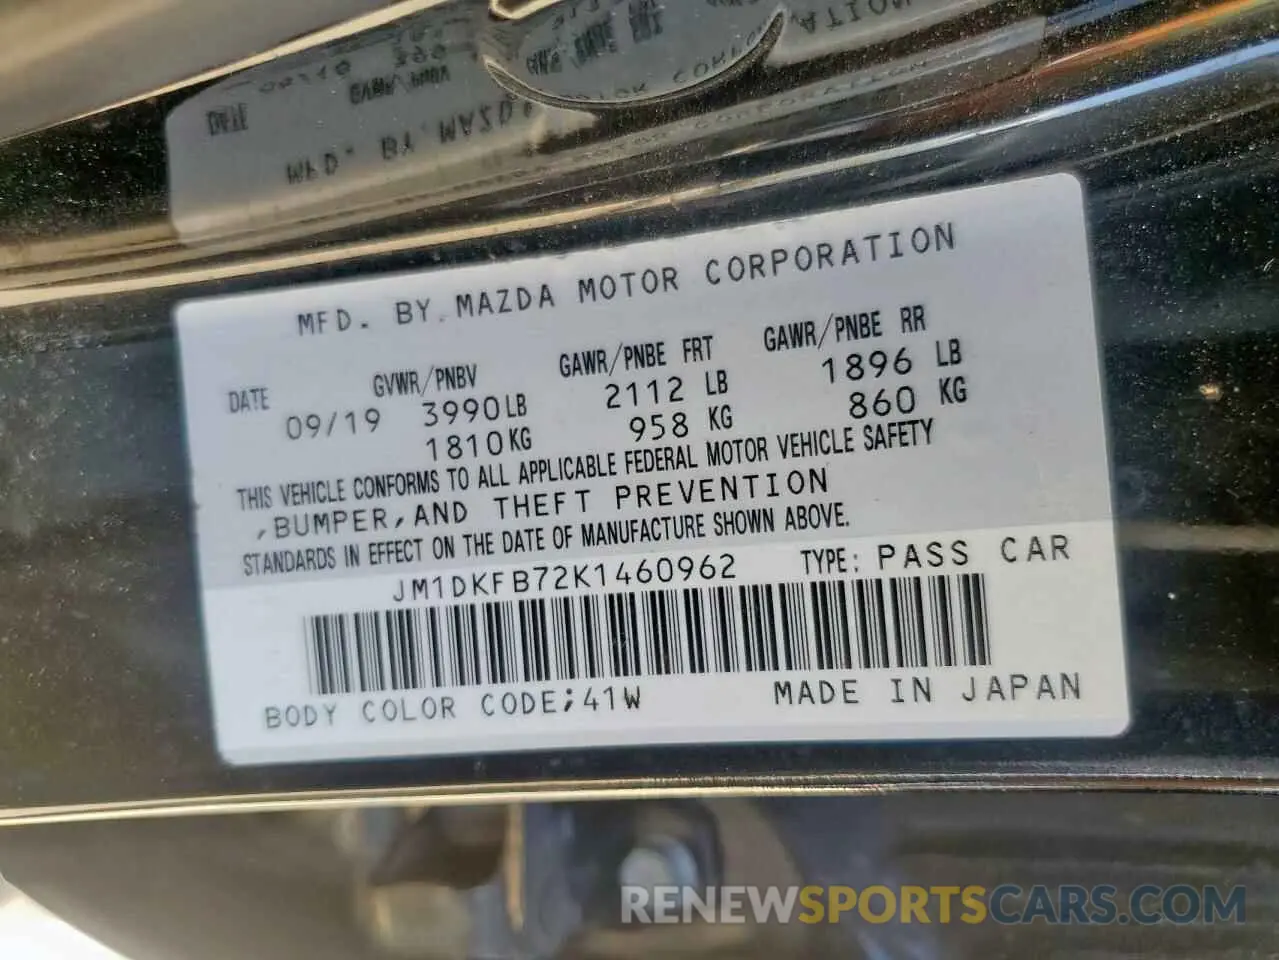 MFD. BY MAZDA MOTOR CORPORATION
DATE GVWR/PNBV GAWR/PNBE FRT GAWR/PNBE RR
09/19 3990LB 2112 LB 1896 LB
1810KG 958 KG 860 KG
THIS VEHICLE CONFORMS TO ALL APPLICABLE FEDERAL MOTOR VEHICLE SAFETY
,BUMPER,AND THEFT PREVENTION
STANDARDS IN EFFECT ON THE DATE OF MANUFACTURE SHOWN ABOVE.
JM1DKFB72K1460962 TYPE: PASS CAR
BODY COLOR CODE;41W MADE IN JAPAN
RENEWSPORTSCARS.COM